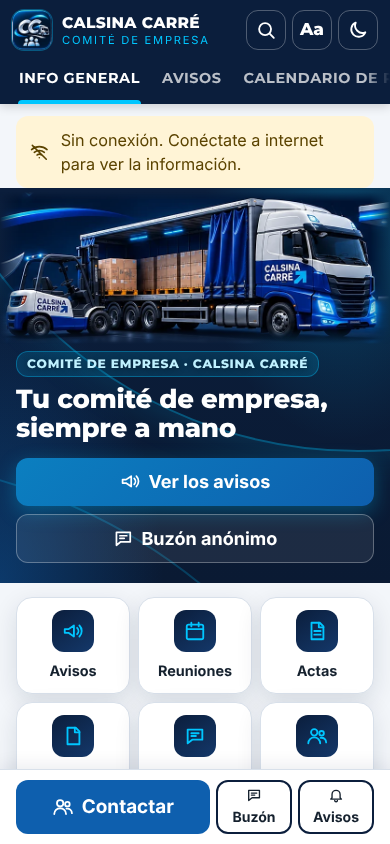 CALSINA CARRÉ
COMITÉ DE EMPRESA
Aa
INFO GENERAL
AVISOS
CALENDARIO DE
Sin conexión. Conéctate a internet
para ver la información.
CALSINA
CARRÉ
CALSINA
CARRÉ
COMITÉ DE EMPRESA · CALSINA CARRÉ
Tu comité de empresa,
siempre a mano
Ver los avisos
Buzón anónimo
Avisos
Reuniones
Actas
Contactar
Buzón
Avisos